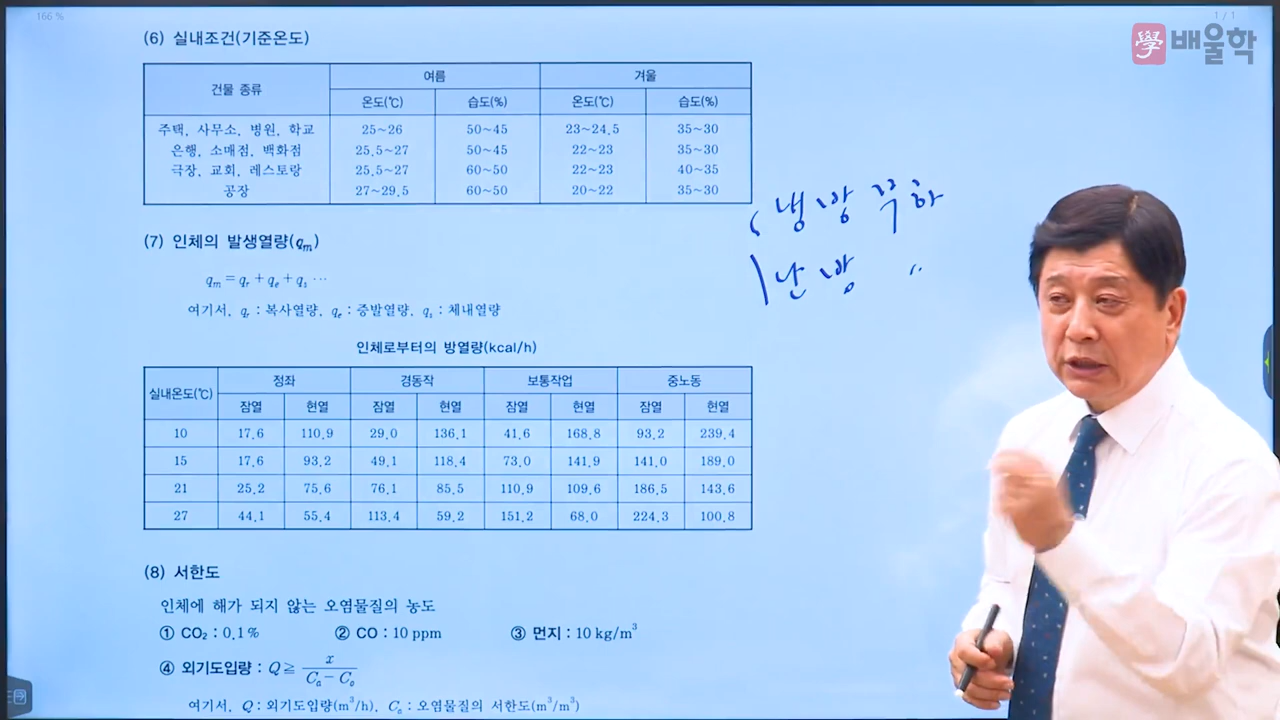 166 %
1 / 1
學 배울학
(6) 실내조건(기준온도)
건물 종류 여름 겨울
온도(℃) 습도(%) 온도(℃) 습도(%)
주택, 사무소, 병원, 학교 25~26 50~45 23~24.5 35~30
은행, 소매점, 백화점 25.5~27 50~45 22~23 35~30
극장, 교회, 레스토랑 25.5~27 60~50 22~23 40~35
공장 27~29.5 60~50 20~22 35~30
냉방 부하
난방 〃
(7) 인체의 발생열량(qm)
qm = qr + qe + qs ⋯
여기서, qr : 복사열량, qe : 증발열량, qs : 체내열량
인체로부터의 방열량(kcal/h)
실내온도(℃) 정좌 경동작 보통작업 중노동
잠열 현열 잠열 현열 잠열 현열 잠열 현열
10 17.6 110.9 29.0 136.1 41.6 168.8 93.2 239.4
15 17.6 93.2 49.1 118.4 73.0 141.9 141.0 189.0
21 25.2 75.6 76.1 85.5 110.9 109.6 186.5 143.6
27 44.1 55.4 113.4 59.2 151.2 68.0 224.3 100.8
(8) 서한도
인체에 해가 되지 않는 오염물질의 농도
① CO₂ : 0.1% ② CO : 10 ppm ③ 먼지 : 10 kg/m³
④ 외기도입량 : Q ≧ x / (Ca − Co)
여기서, Q : 외기도입량(m³/h), Ca : 오염물질의 서한도(m³/m³)